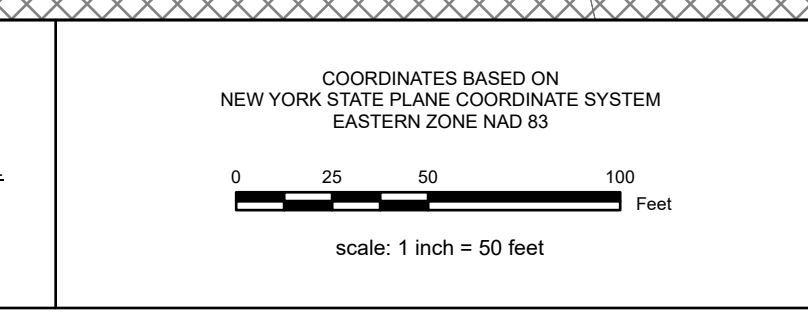 COORDINATES BASED ON
NEW YORK STATE PLANE COORDINATE SYSTEM
EASTERN ZONE NAD 83
0 25 50 100
Feet
scale: 1 inch = 50 feet